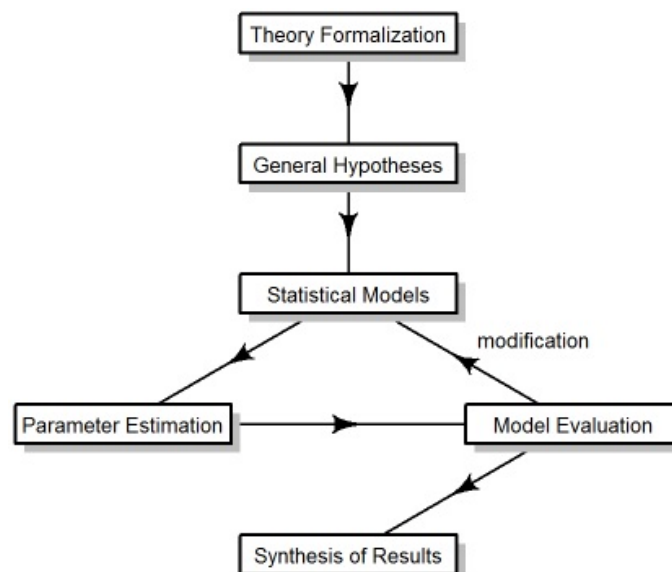 Theory Formalization
General Hypotheses
Statistical Models
modification
Parameter Estimation
Model Evaluation
Synthesis of Results